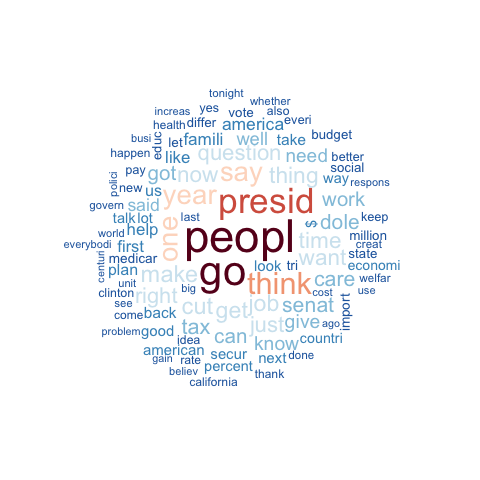 tonight
increas yes vote whether also
health differ america everi
busi educ let famili well take budget
happen like question need better
polici pay got now say thing social
new us year way respons
govern said presid work
talk lot one last $ dole keep
world help peopl time million
everybodi first want state creat
centuri medicar go look tri economi
plan make think care welfar
unit right big cost use
clinton cut get job senat import
see
come back just give ago
problem good tax can know countri
idea
american secur next done
gain rate percent
believ thank
california